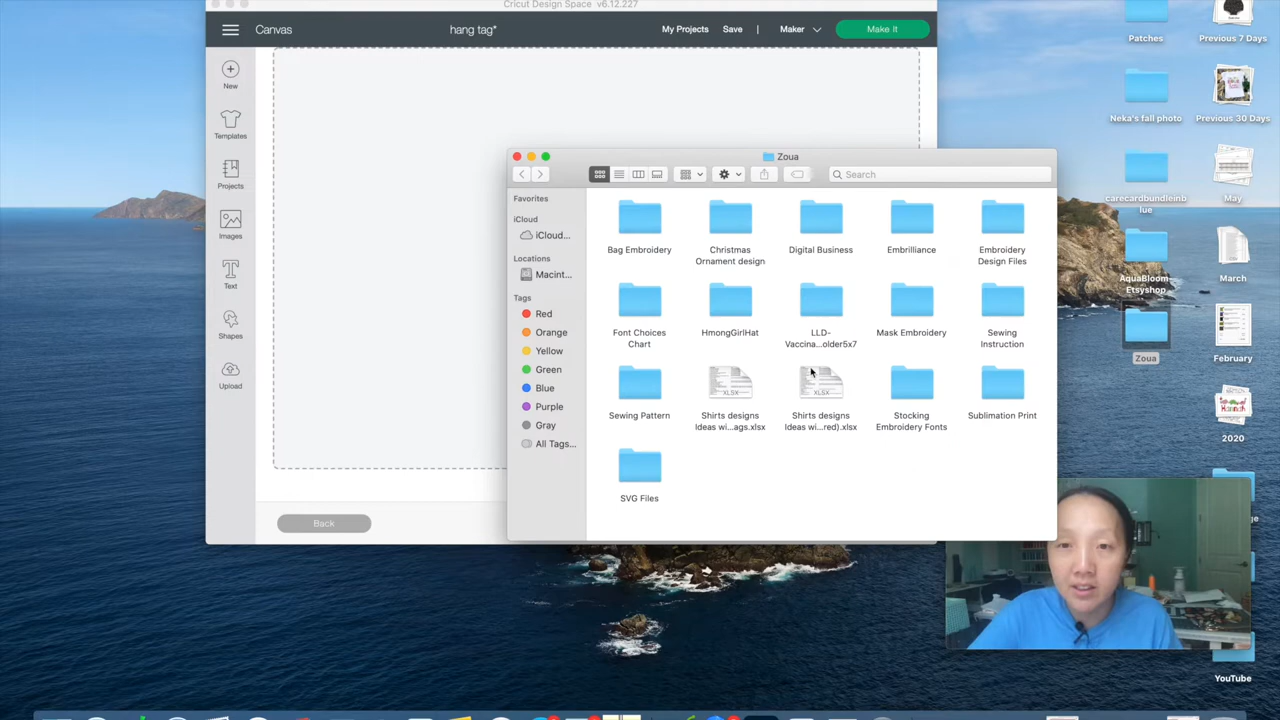 Cricut Design Space v6.12.227
Canvas
hang tag*
My Projects
Save
|
Maker
Make It
New
Templates
Projects
Images
Text
Shapes
Upload
Back
Zoua
Search
Favorites
iCloud
iCloud...
Locations
Macint...
Tags
Red
Orange
Yellow
Green
Blue
Purple
Gray
All Tags...
Bag Embroidery
Christmas
Ornament design
Digital Business
Embrilliance
Embroidery
Design Files
Font Choices
Chart
HmongGirlHat
LLD-
Vaccina...older5x7
Mask Embroidery
Sewing
Instruction
Sewing Pattern
XLSX
Shirts designs
Ideas wi...ags.xlsx
XLSX
Shirts designs
Ideas wi...red).xlsx
Stocking
Embroidery Fonts
Sublimation Print
SVG Files
Patches
Previous 7 Days
Neka's fall photo
Previous 30 Days
carecardbundleinb
lue
May
AquaBloom-
Etsyshop
March
Zoua
February
2020
YouTube